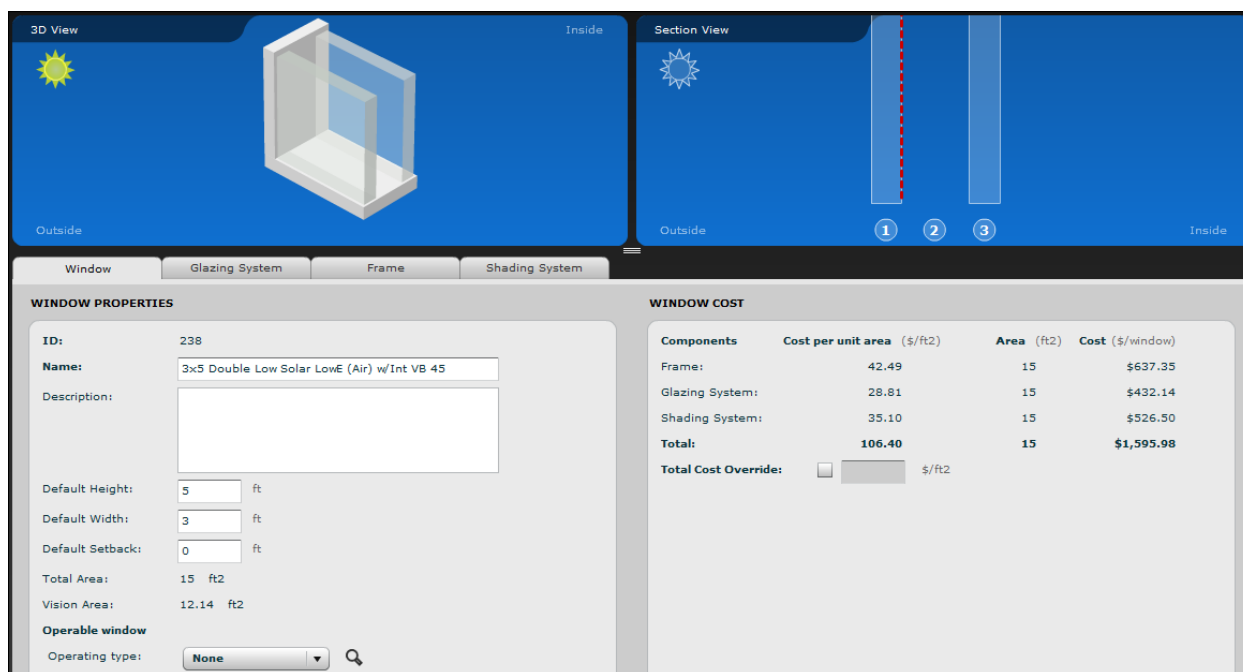 3D View
Inside
Outside
Section View
1 2 3
Outside
Inside
Window Glazing System Frame Shading System
WINDOW PROPERTIES
ID: 238
Name: 3x5 Double Low Solar LowE (Air) w/Int VB 45
Description:
Default Height: 5 ft
Default Width: 3 ft
Default Setback: 0 ft
Total Area: 15 ft2
Vision Area: 12.14 ft2
Operable window
Operating type: None
WINDOW COST
Components Cost per unit area ($/ft2) Area (ft2) Cost ($/window)
Frame: 42.49 15 $637.35
Glazing System: 28.81 15 $432.14
Shading System: 35.10 15 $526.50
Total: 106.40 15 $1,595.98
Total Cost Override: $/ft2